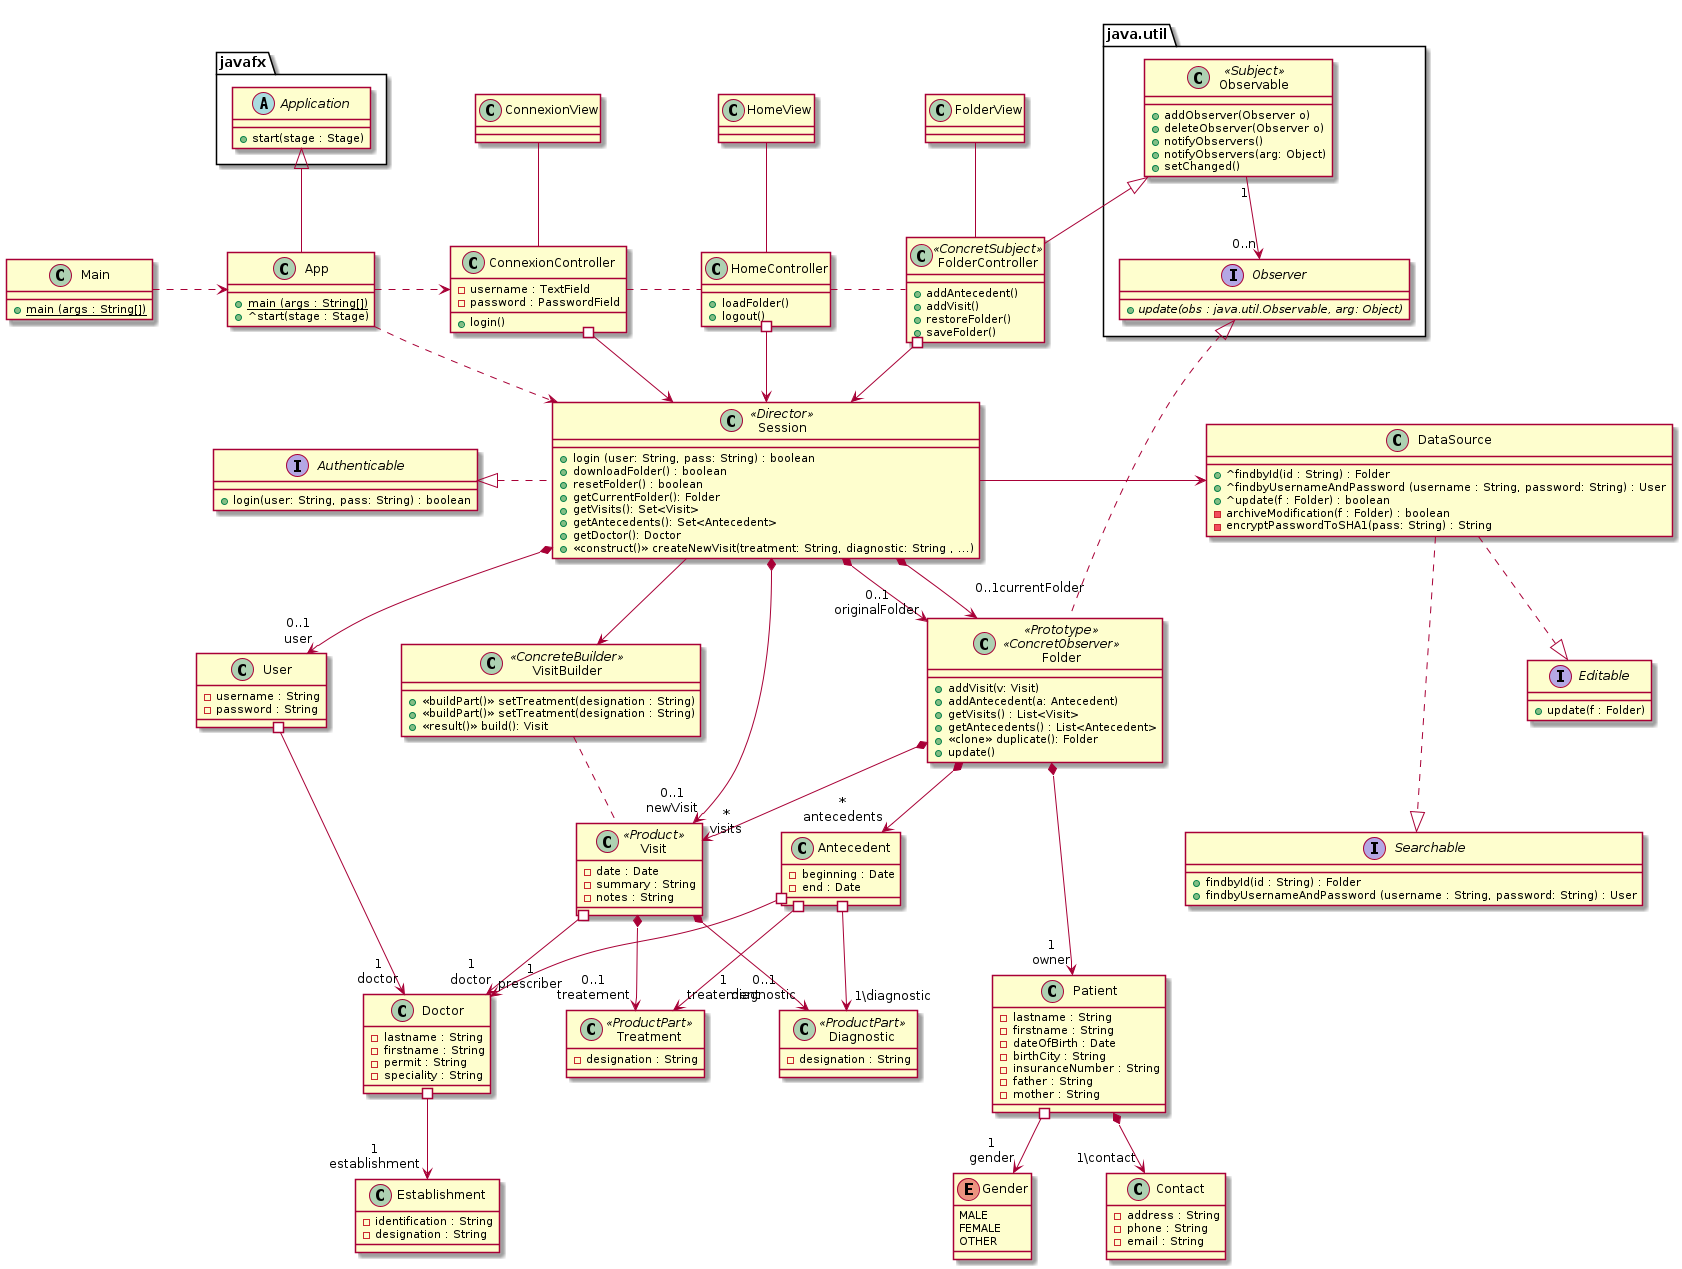 javafx
A Application
start(stage : Stage)
C ConnexionView
C HomeView
C FolderView
java.util
«Subject»
C Observable
addObserver(Observer o)
deleteObserver(Observer o)
notifyObservers()
notifyObservers(arg: Object)
setChanged()
1
0..n
I Observer
update(obs : java.util.Observable, arg: Object)
C Main
main (args : String[])
C App
main (args : String[])
^start(stage : Stage)
C ConnexionController
username : TextField
password : PasswordField
login()
C HomeController
loadFolder()
logout()
«ConcretSubject»
C FolderController
addAntecedent()
addVisit()
restoreFolder()
saveFolder()
«Director»
C Session
login (user: String, pass: String) : boolean
downloadFolder() : boolean
resetFolder() : boolean
getCurrentFolder(): Folder
getVisits(): Set<Visit>
getAntecedents(): Set<Antecedent>
getDoctor(): Doctor
«construct()» createNewVisit(treatment: String, diagnostic: String , ...)
I Authenticable
login(user: String, pass: String) : boolean
C DataSource
^findbyId(id : String) : Folder
^findbyUsernameAndPassword (username : String, password: String) : User
^update(f : Folder) : boolean
archiveModification(f : Folder) : boolean
encryptPasswordToSHA1(pass: String) : String
0..1
user
0..1
originalFolder
0..1currentFolder
C User
username : String
password : String
«ConcreteBuilder»
C VisitBuilder
«buildPart()» setTreatment(designation : String)
«buildPart()» setTreatment(designation : String)
«result()» build(): Visit
«Prototype»
«ConcretObserver»
C Folder
addVisit(v: Visit)
addAntecedent(a: Antecedent)
getVisits() : List<Visit>
getAntecedents() : List<Antecedent>
«clone» duplicate(): Folder
update()
I Editable
update(f : Folder)
0..1
newVisit
*
visits
*
antecedents
«Product»
C Visit
date : Date
summary : String
notes : String
C Antecedent
beginning : Date
end : Date
I Searchable
findbyId(id : String) : Folder
findbyUsernameAndPassword (username : String, password: String) : User
1
doctor
1
doctor
1
prescriber
0..1
treatement
1
treatement
0..1
diagnostic
1\diagnostic
1
owner
C Doctor
lastname : String
firstname : String
permit : String
speciality : String
«ProductPart»
C Treatment
designation : String
«ProductPart»
C Diagnostic
designation : String
C Patient
lastname : String
firstname : String
dateOfBirth : Date
birthCity : String
insuranceNumber : String
father : String
mother : String
1
establishment
1
gender
1\contact
C Establishment
identification : String
designation : String
E Gender
MALE
FEMALE
OTHER
C Contact
address : String
phone : String
email : String